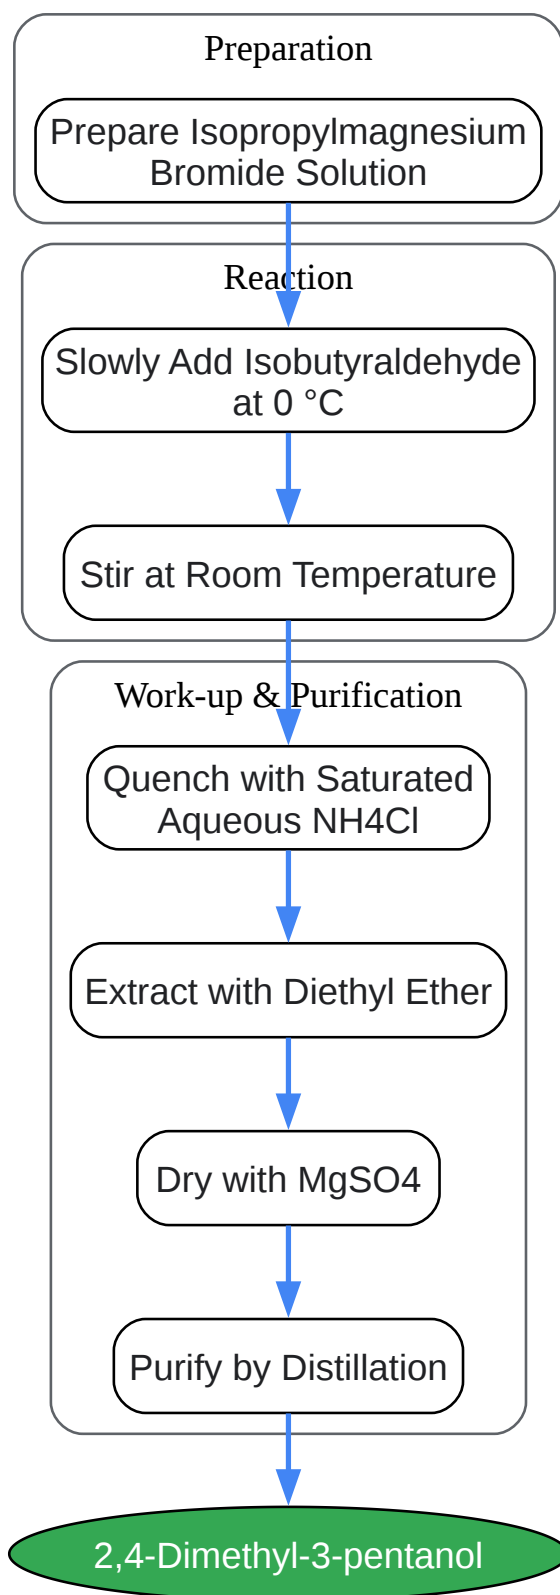 Preparation
Prepare Isopropylmagnesium
Bromide Solution
Reaction
Slowly Add Isobutyraldehyde
at 0 °C
Stir at Room Temperature
Work-up & Purification
Quench with Saturated
Aqueous NH4Cl
Extract with Diethyl Ether
Dry with MgSO4
Purify by Distillation
2,4-Dimethyl-3-pentanol